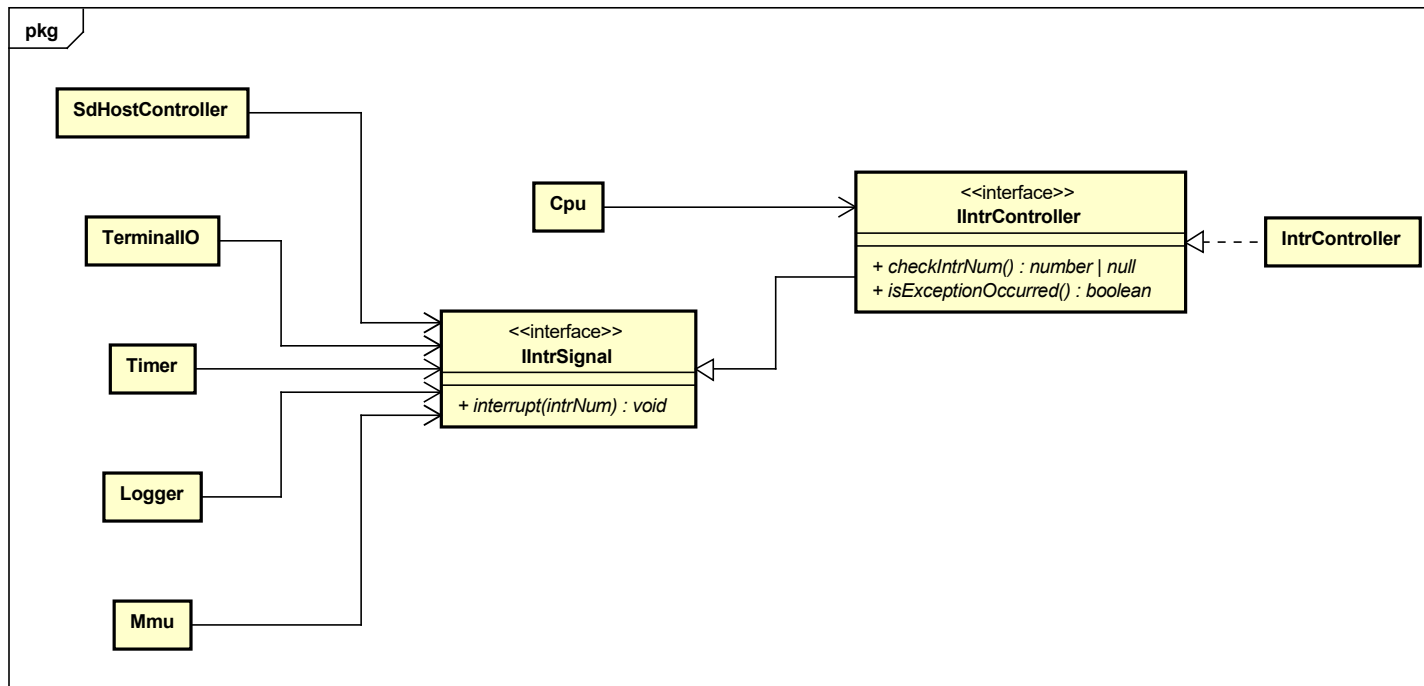 pkg
SdHostController
TerminalIO
Timer
Logger
Mmu
Cpu
<<interface>>
IIntrSignal
+ interrupt(intrNum) : void
<<interface>>
IIntrController
+ checkIntrNum() : number | null
+ isExceptionOccurred() : boolean
IntrController